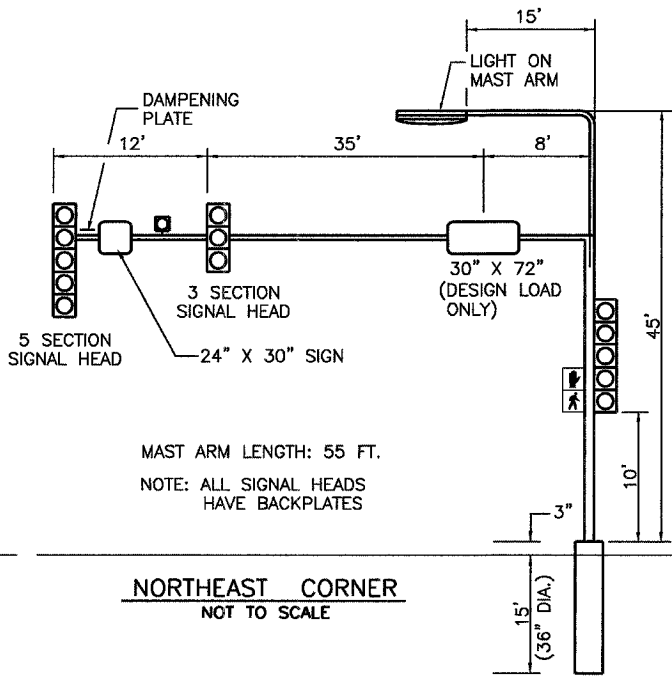 15'
LIGHT ON
MAST ARM
DAMPENING
PLATE
12'
35'
8'
3 SECTION
SIGNAL HEAD
30" X 72"
(DESIGN LOAD
ONLY)
5 SECTION
SIGNAL HEAD
24" X 30" SIGN
45'
MAST ARM LENGTH: 55 FT.
NOTE: ALL SIGNAL HEADS
HAVE BACKPLATES
10'
3"
NORTHEAST CORNER
NOT TO SCALE
15'
(36" DIA.)